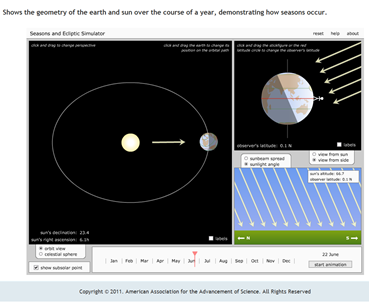 Shows the geometry of the earth and sun over the course of a year, demonstrating how seasons occur.
Seasons and Ecliptic Simulator
reset help about
click and drag to change perspective
click and drag the earth to change its
position on the orbital path
click and drag the stickfigure or the red
latitude circle to change the observer's latitude
observer's latitude: 0.1 N
labels
sunbeam spread
sunlight angle
view from sun
view from side
sun's altitude: 66.7
observer latitude: 0.1 N
sun's declination: 23.4
sun's right ascension: 6.1h
labels
N
S
orbit view
celestial sphere
show subsolar point
Jan Feb Mar Apr May Jun Jul Aug Sep Oct Nov Dec
22 June
start animation
Copyright © 2011. American Association for the Advancement of Science. All Rights Reserved